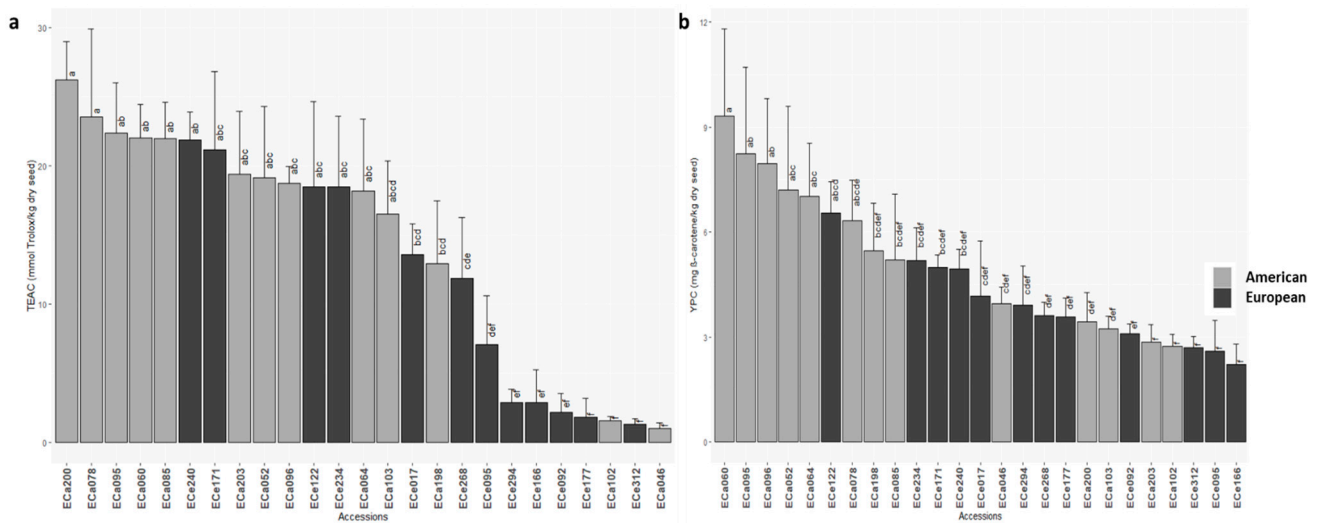 a
30
20
10
0
TEAC (mmol Trolox/kg dry seed)
a
a
ab
ab
ab
ab
abc
abc
abc
abc
abc
abc
abc
abcd
bcd
bcd
cde
def
ef
ef
ef
f
f
f
f
ECa200
ECa078
ECa095
ECa060
ECa085
ECe240
ECe171
ECa203
ECa052
ECa096
ECe122
ECe234
ECa064
ECa103
ECe017
ECa198
ECe268
ECe095
ECe294
ECe166
ECe092
ECe177
ECa102
ECe312
ECa046
Accessions
b
12
9
6
3
0
YPC (mg ß-carotene/kg dry seed)
a
ab
ab
abc
abc
abcd
abcde
bcdef
bcdef
bcdef
bcdef
bcdef
cdef
cdef
cdef
def
def
def
def
ef
f
f
f
f
f
ECa060
ECa095
ECa096
ECa052
ECa064
ECe122
ECa078
ECa198
ECa085
ECe234
ECe171
ECe240
ECe017
ECa046
ECe294
ECe268
ECe177
ECa200
ECa103
ECe092
ECa203
ECa102
ECe312
ECe095
ECe166
Accessions
American
European